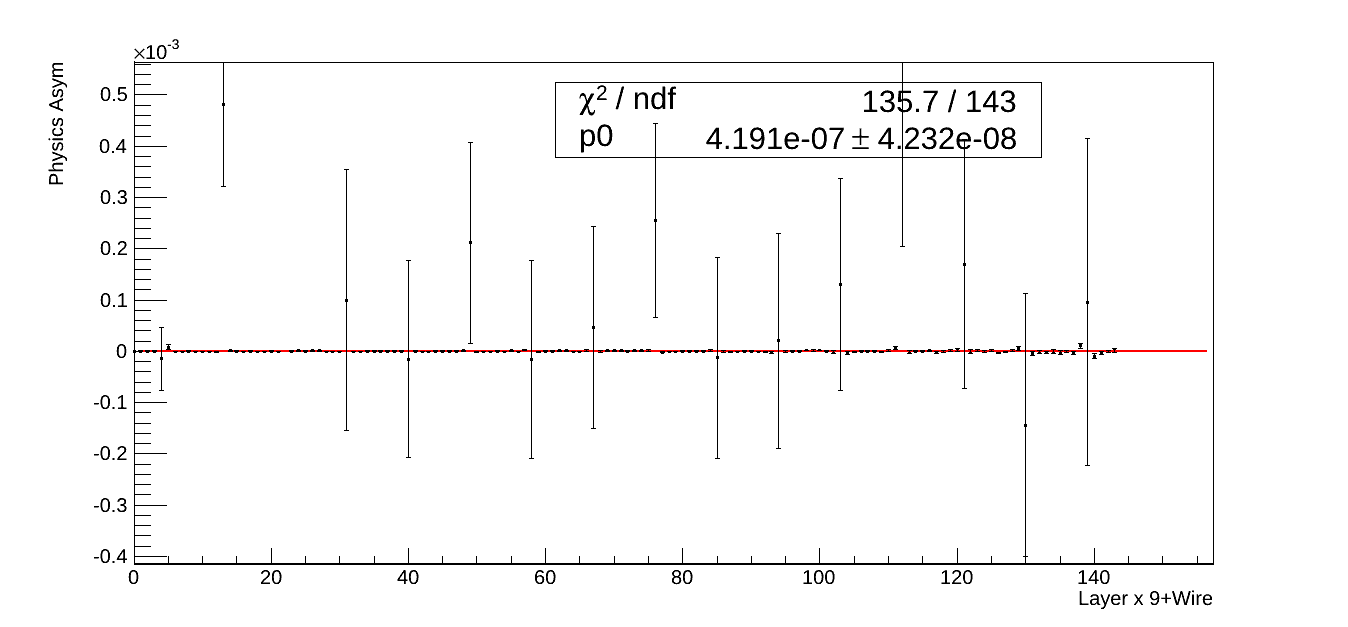 ×10-3
Physics Asym
0.5
0.4
0.3
0.2
0.1
0
-0.1
-0.2
-0.3
-0.4
χ2 / ndf 135.7 / 143
p0 4.191e-07 ± 4.232e-08
0 20 40 60 80 100 120 140
Layer x 9+Wire